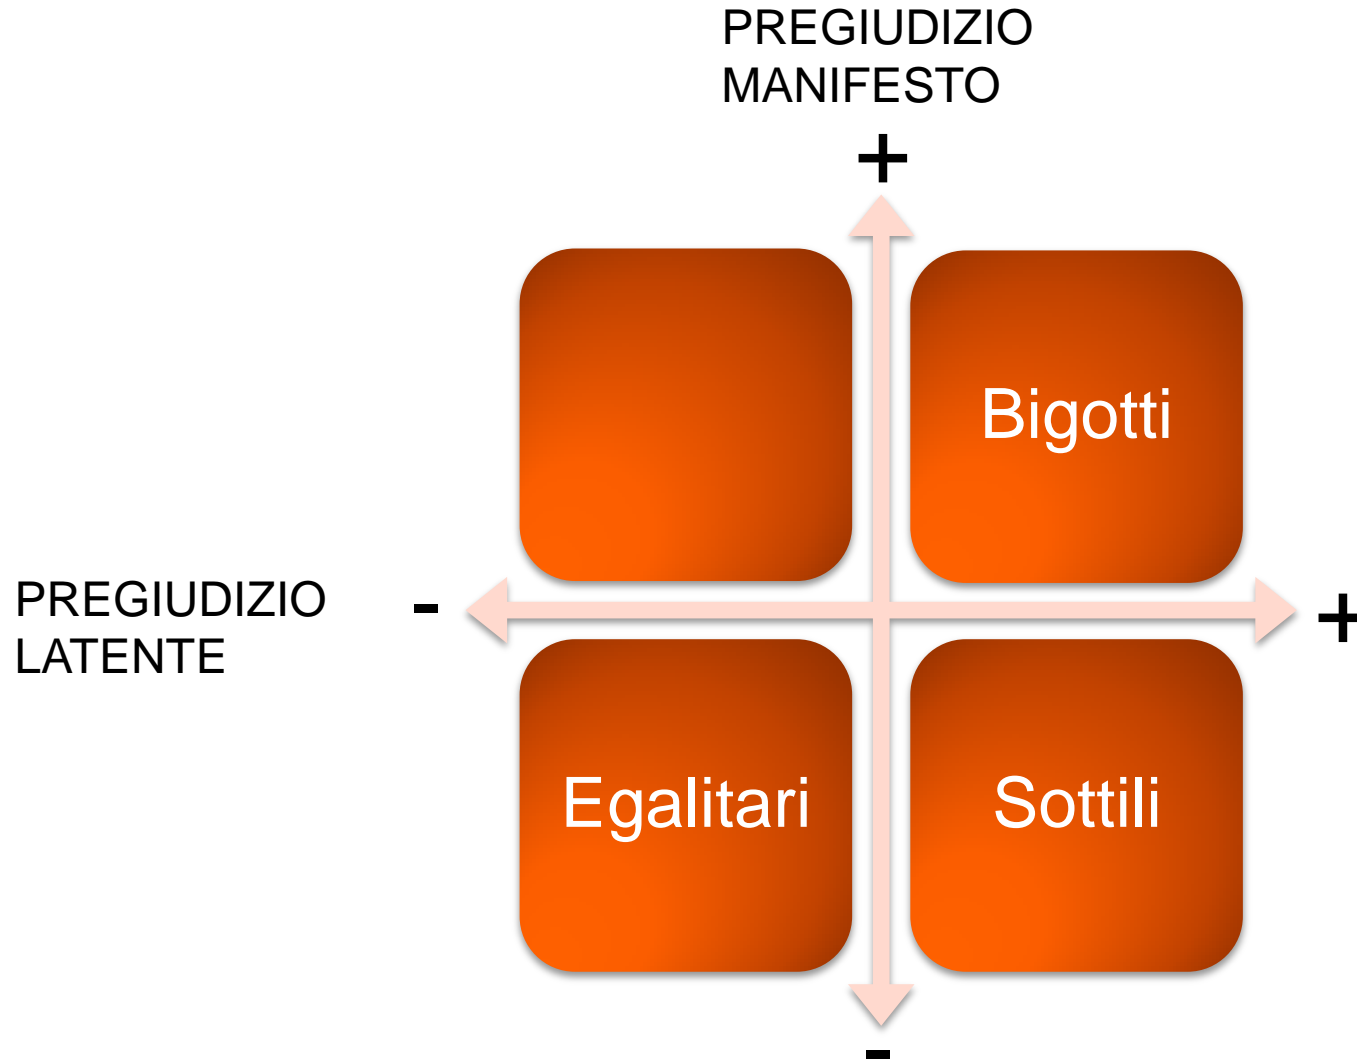 PREGIUDIZIO
MANIFESTO
+
Bigotti
PREGIUDIZIO
LATENTE
-
+
Egalitari
Sottili
-